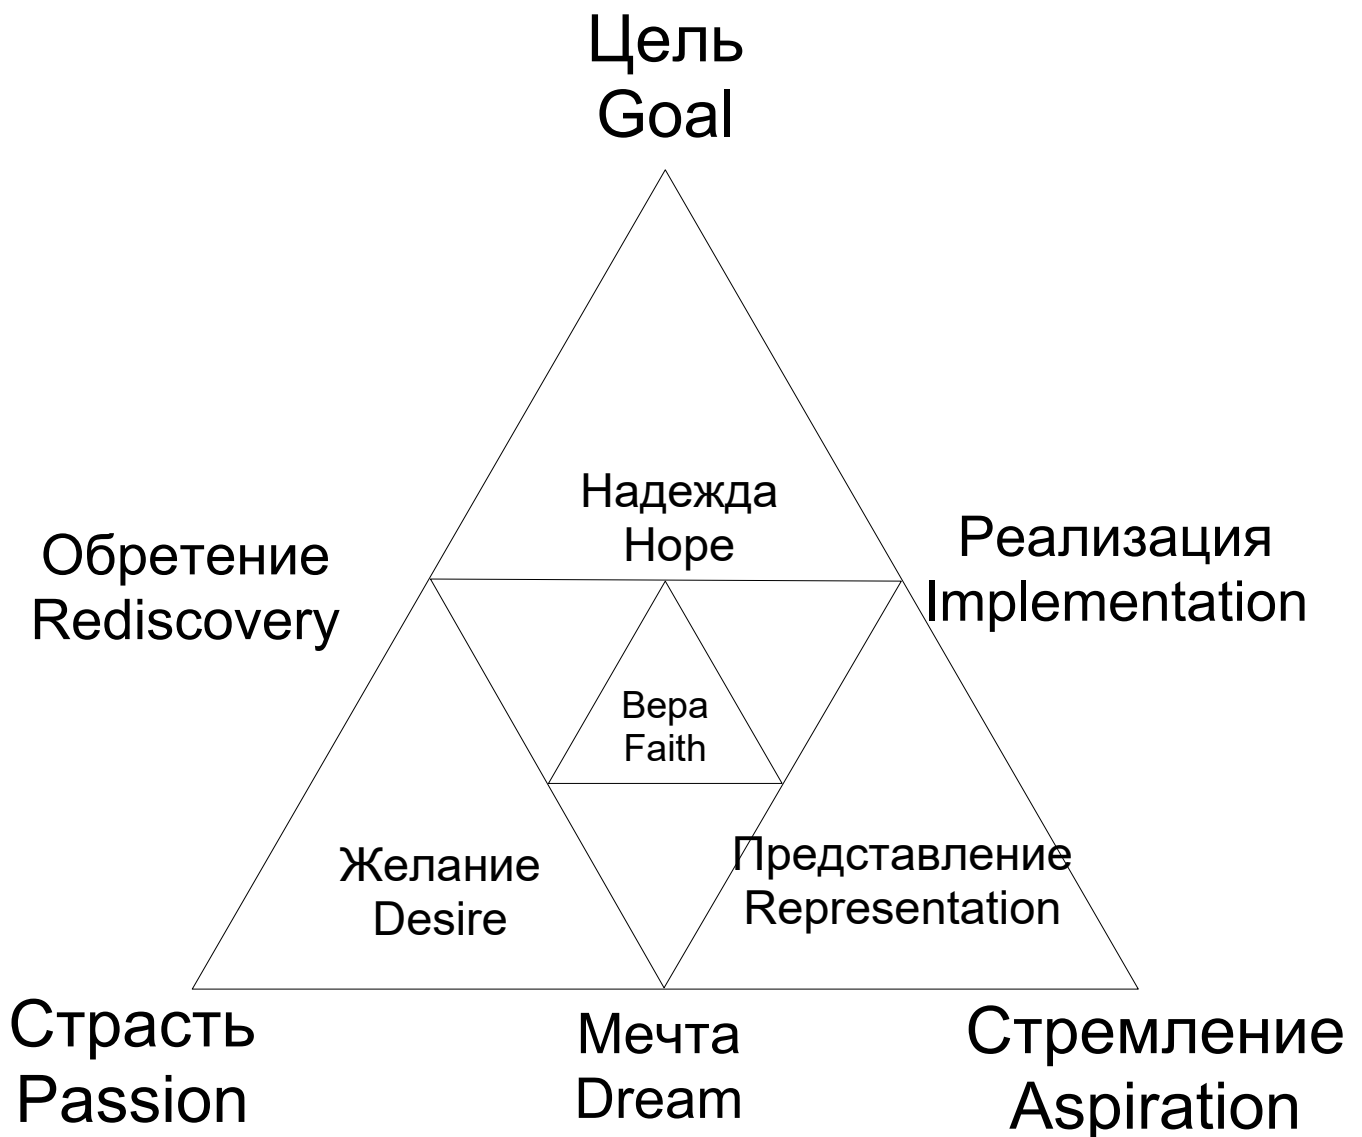 Цель
Goal
Надежда
Hope
Обретение
Rediscovery
Реализация
Implementation
Вера
Faith
Желание
Desire
Представление
Representation
Страсть
Passion
Мечта
Dream
Стремление
Aspiration